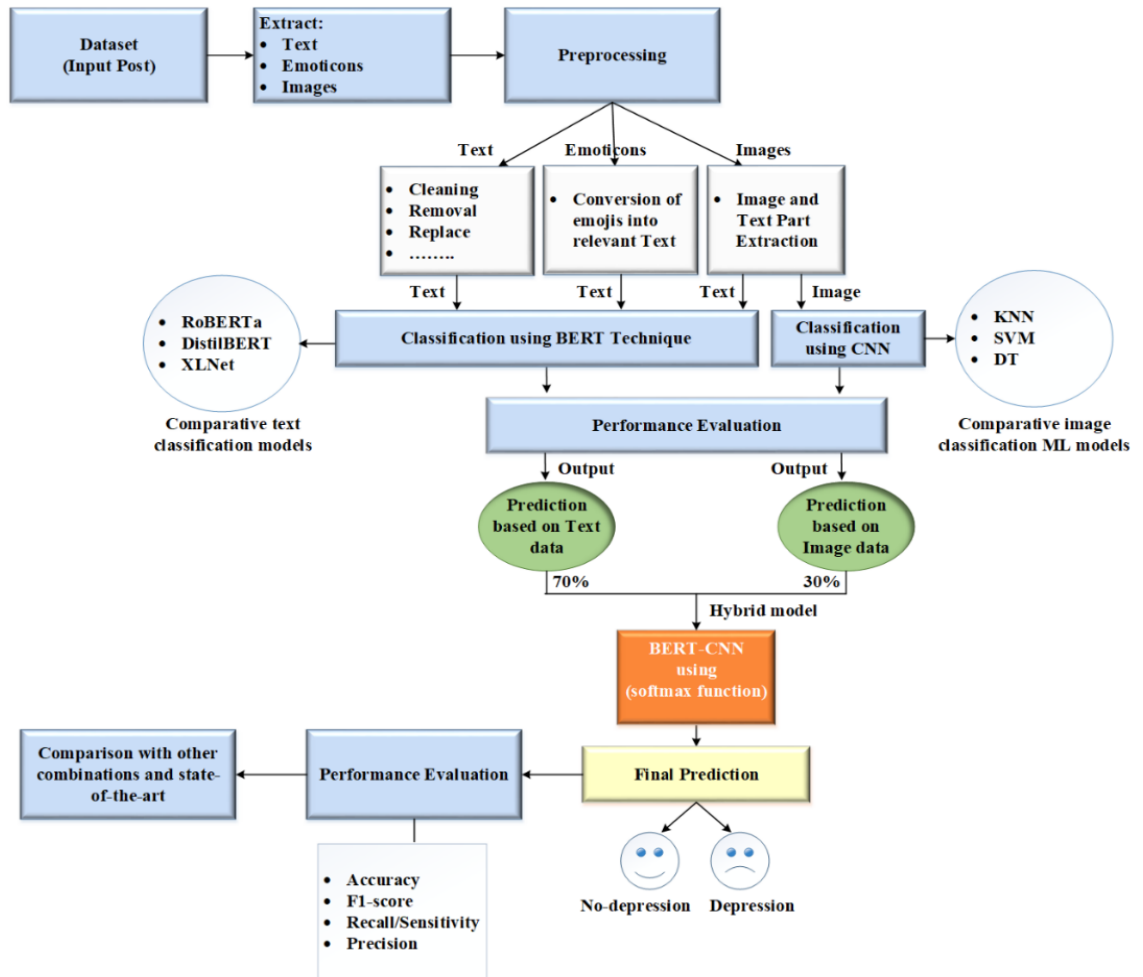 Dataset
(Input Post)
Extract:
• Text
• Emoticons
• Images
Preprocessing
Text
Emoticons
Images
• Cleaning
• Removal
• Replace
• ........
• Conversion of
emojis into
relevant Text
• Image and
Text Part
Extraction
Text
Text
Text
Image
• RoBERTa
• DistilBERT
• XLNet
Comparative text
classification models
Classification using BERT Technique
Classification
using CNN
• KNN
• SVM
• DT
Comparative image
classification ML models
Performance Evaluation
Output
Output
Prediction
based on Text
data
Prediction
based on
Image data
70%
30%
Hybrid model
BERT-CNN
using
(softmax function)
Comparison with other
combinations and state-
of-the-art
Performance Evaluation
Final Prediction
• Accuracy
• F1-score
• Recall/Sensitivity
• Precision
No-depression
Depression